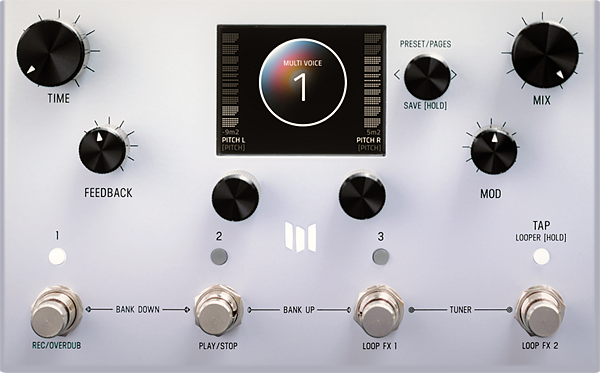 TIME
FEEDBACK
MULTI VOICE
1
-9m2
PITCH L
[PITCH]
5m2
PITCH R
[PITCH]
PRESET/PAGES
SAVE [HOLD]
MIX
MOD
1
2
3
TAP
LOOPER [HOLD]
BANK DOWN
BANK UP
TUNER
REC/OVERDUB
PLAY/STOP
LOOP FX 1
LOOP FX 2